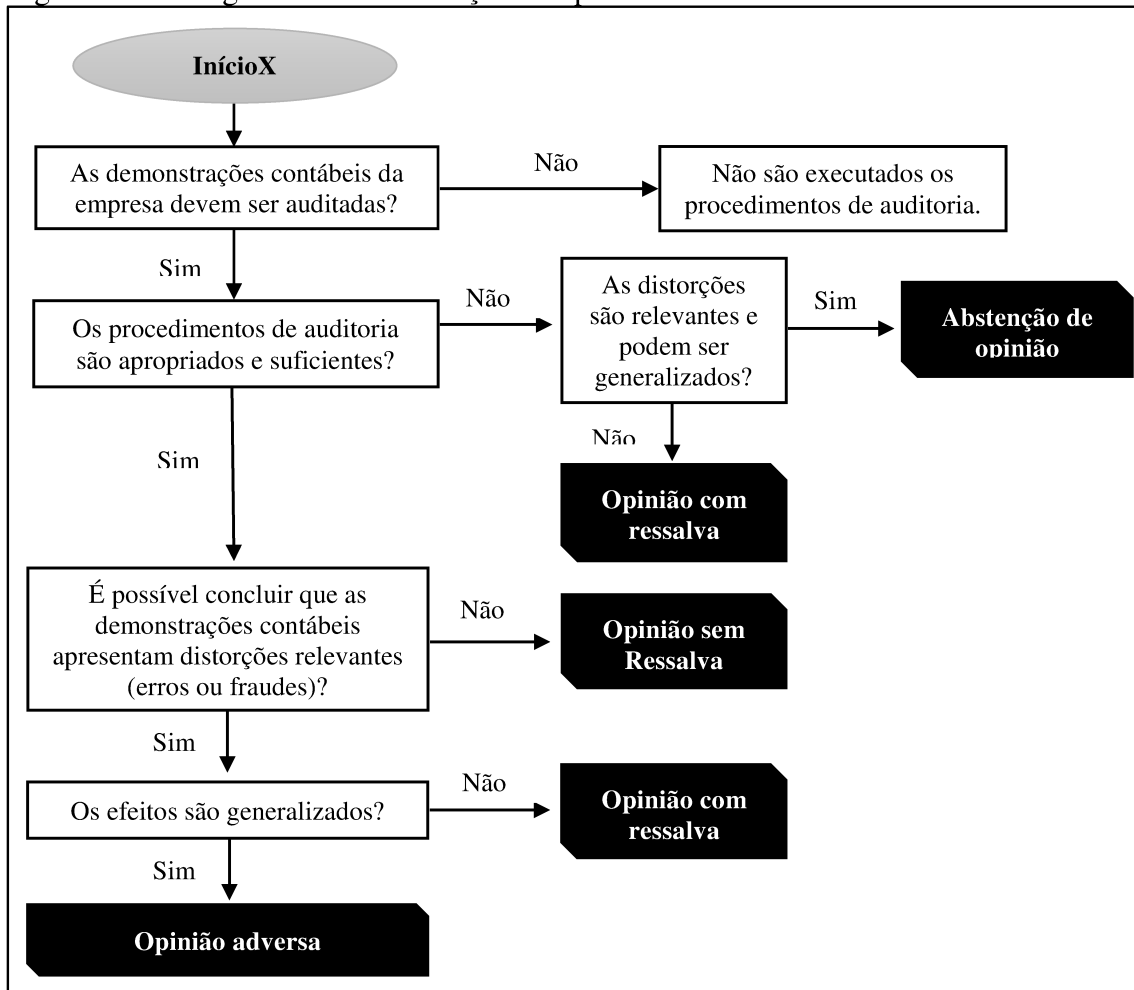 InícioX
As demonstrações contábeis da
empresa devem ser auditadas?
Não
Não são executados os
procedimentos de auditoria.
Sim
Os procedimentos de auditoria
são apropriados e suficientes?
Não
As distorções
são relevantes e
podem ser
generalizados?
Sim
Abstenção de
opinião
Não
Opinião com
ressalva
Sim
É possível concluir que as
demonstrações contábeis
apresentam distorções relevantes
(erros ou fraudes)?
Não
Opinião sem
Ressalva
Sim
Os efeitos são generalizados?
Não
Opinião com
ressalva
Sim
Opinião adversa